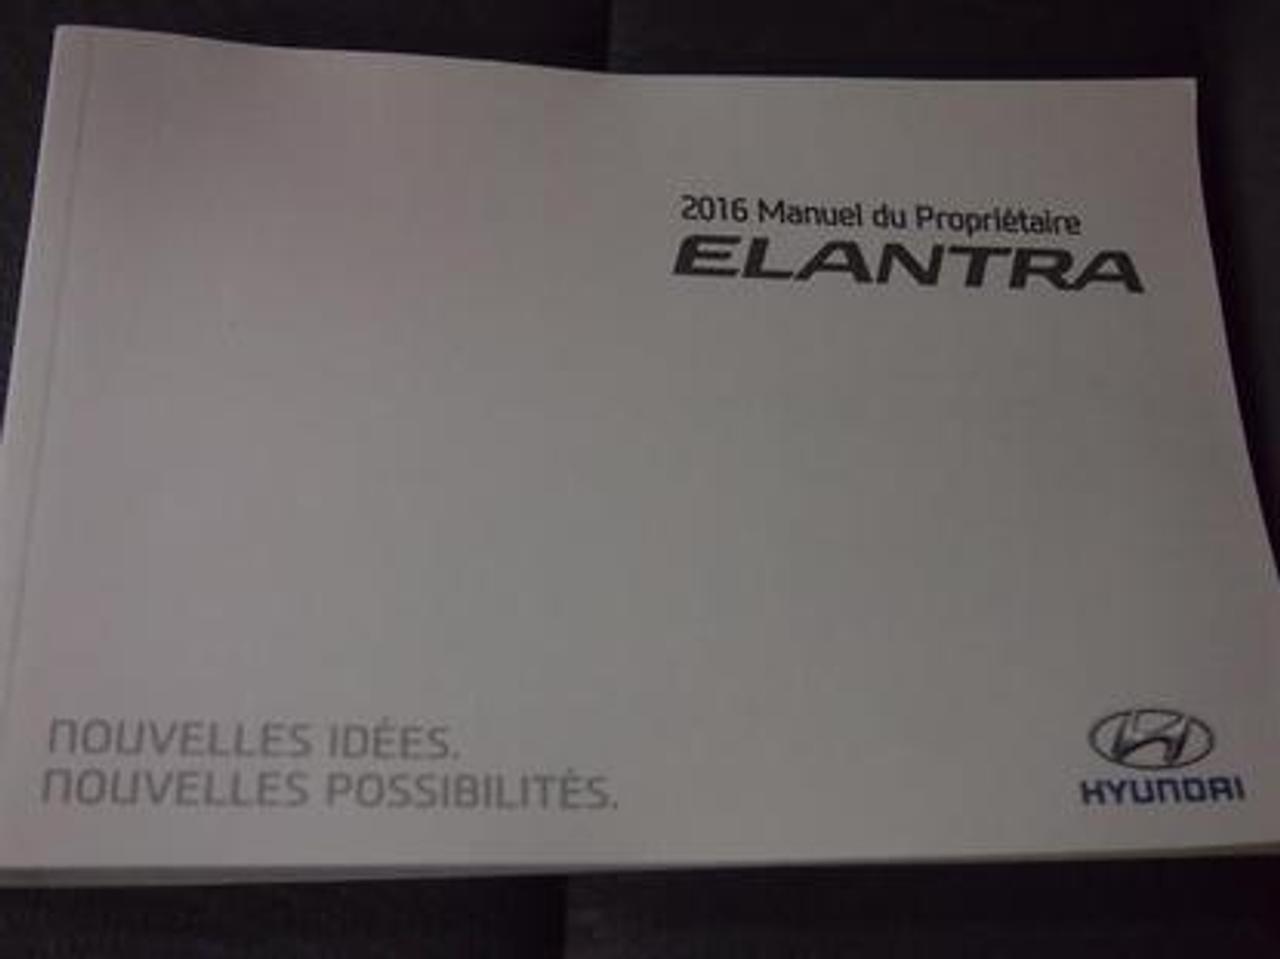 2016 Manuel du Propriétaire
ELANTRA
NOUVELLES IDÉES.
NOUVELLES POSSIBILITÉS.
HYUNDAI